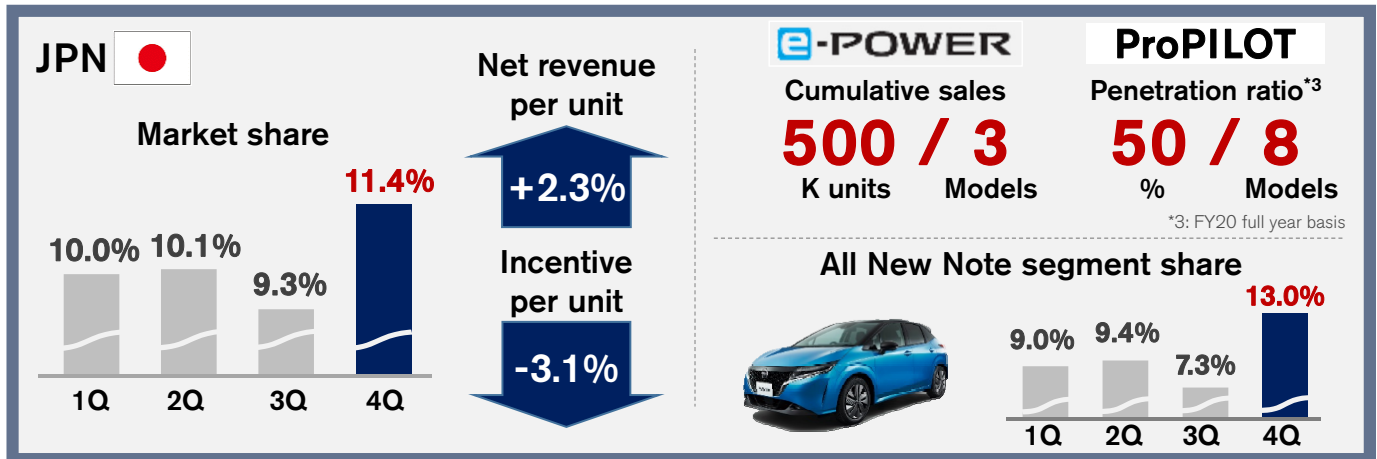 JPN
Market share
10.0%
10.1%
9.3%
11.4%
1Q
2Q
3Q
4Q
Net revenue
per unit
+2.3%
Incentive
per unit
-3.1%
e-POWER
Cumulative sales
500 / 3
K units Models
ProPILOT
Penetration ratio*3
50 / 8
% Models
*3: FY20 full year basis
All New Note segment share
9.0%
9.4%
7.3%
13.0%
1Q
2Q
3Q
4Q